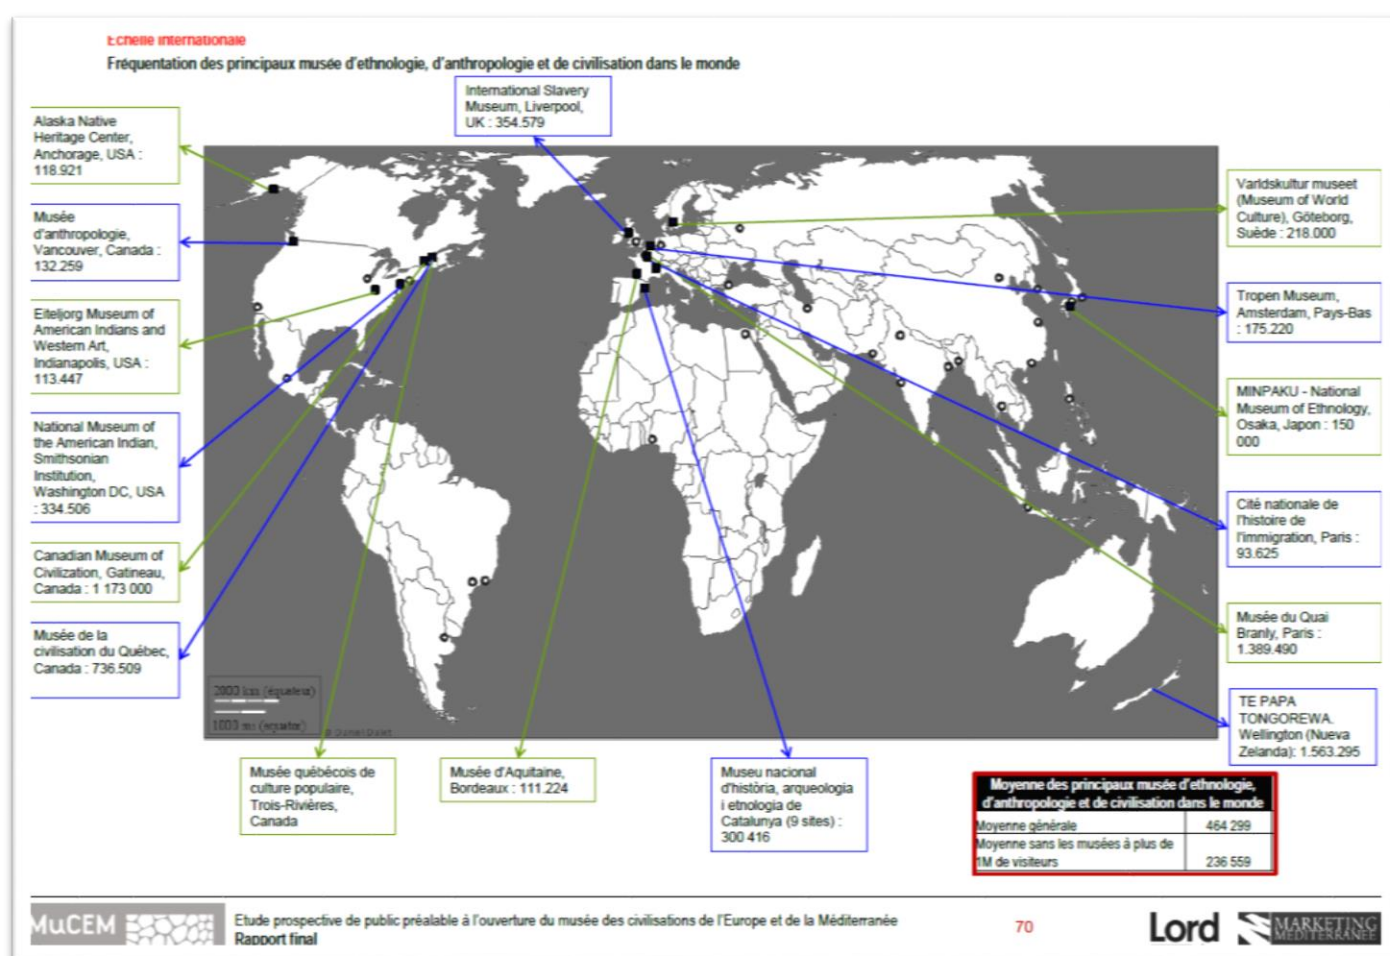 Echelle internationale
Fréquentation des principaux musée d'ethnologie, d'anthropologie et de civilisation dans le monde
International Slavery
Museum, Liverpool,
UK : 354.579
Alaska Native
Heritage Center,
Anchorage, USA :
118.921
Musée
d'anthropologie,
Vancouver, Canada :
132.259
Eiteljorg Museum of
American Indians and
Western Art,
Indianapolis, USA :
113.447
National Museum of
the American Indian,
Smithsonian
Institution,
Washington DC, USA
: 334.506
Canadian Museum of
Civilization, Gatineau,
Canada : 1 173 000
Musée de la
civilisation du Québec,
Canada : 736.509
Varldskultur museet
(Museum of World
Culture), Göteborg,
Suède : 218.000
Tropen Museum,
Amsterdam, Pays-Bas
: 175.220
MINPAKU - National
Museum of Ethnology,
Osaka, Japon : 150
000
Cité nationale de
l'histoire de
l'immigration, Paris :
93.625
Musée du Quai
Branly, Paris :
1.389.490
TE PAPA
TONGOREWA.
Wellington (Nueva
Zelanda): 1.563.295
2000 km (équateur)
1000 mi (equator)
© Daniel Dalet
Musée québécois de
culture populaire,
Trois-Rivières,
Canada
Musée d'Aquitaine,
Bordeaux : 111.224
Museu nacional
d'història, arqueologia
i etnologia de
Catalunya (9 sites) :
300 416
Moyenne des principaux musée d'ethnologie,
d'anthropologie et de civilisation dans le monde
Moyenne générale 464 299
Moyenne sans les musées à plus de
1M de visiteurs 236 559
MuCEM
Etude prospective de public préalable à l'ouverture du musée des civilisations de l'Europe et de la Méditerranée
Rapport final
70
Lord
MARKETING
MEDITERRANEE